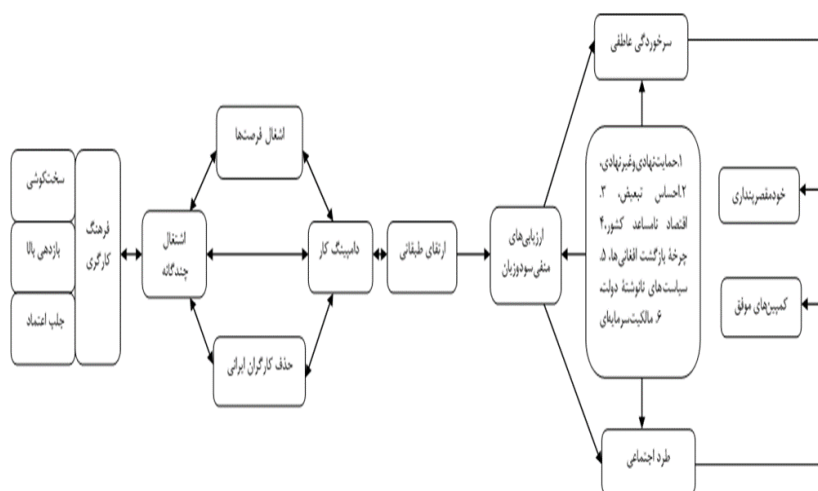 سرخوردگی عاطفی
اشغال فرصت‌ها
۱.حمایت‌نهادی‌وغیرنهادی،
۲.احساس تبعیض، ۳.
اقتصاد نامساعد کشور،۴.
چرخهٔ بازگشت افغانی‌ها، ۵.
سیاست‌های نانوشتهٔ دولت،
۶. مالکیت‌سرمایه‌ای
خودمقصرپنداری
سخت‌کوشی
بازدهی بالا
جلب اعتماد
فرهنگ
کارگری
اشتغال
چندگانه
دامپینگ کار
ارتقای طبقاتی
ارزیابی‌های
منفی‌سودوزیان
کمپین‌های موفق
حذف کارگران ایرانی
طرد اجتماعی